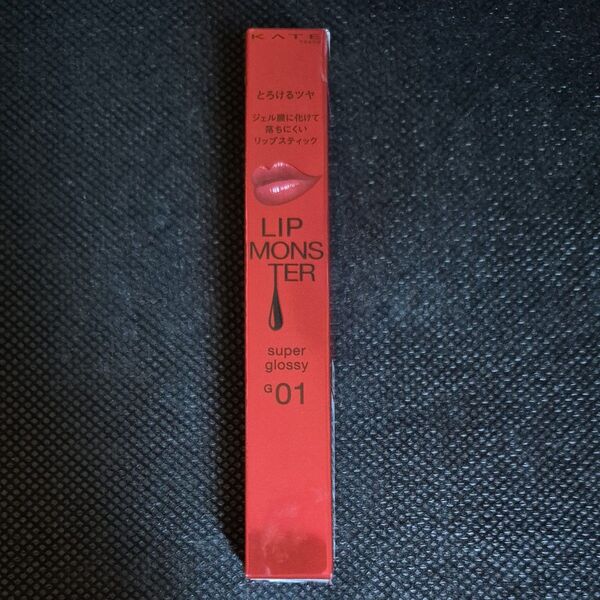 KATE
TOKYO
とろけるツヤ
ジェル膜に化けて
落ちにくい
リップスティック
LIP
MONS
TER
super
glossy
G01